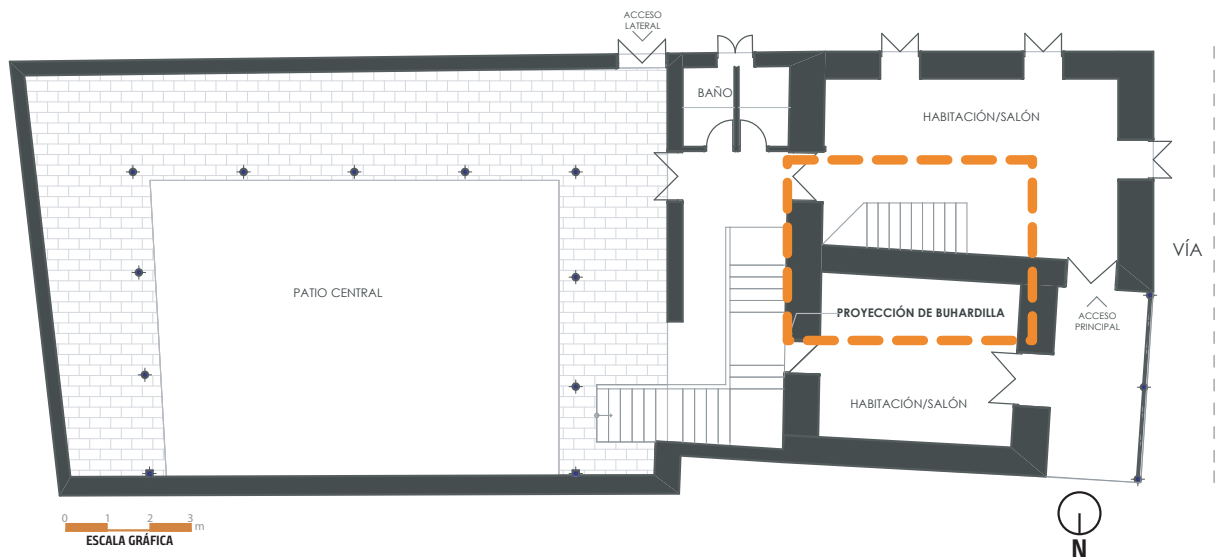 ACCESO
LATERAL
BAÑO
HABITACIÓN/SALÓN
VÍA
PATIO CENTRAL
PROYECCIÓN DE BUHARDILLA
ACCESO
PRINCIPAL
HABITACIÓN/SALÓN
0 1 2 3
m
ESCALA GRÁFICA
N